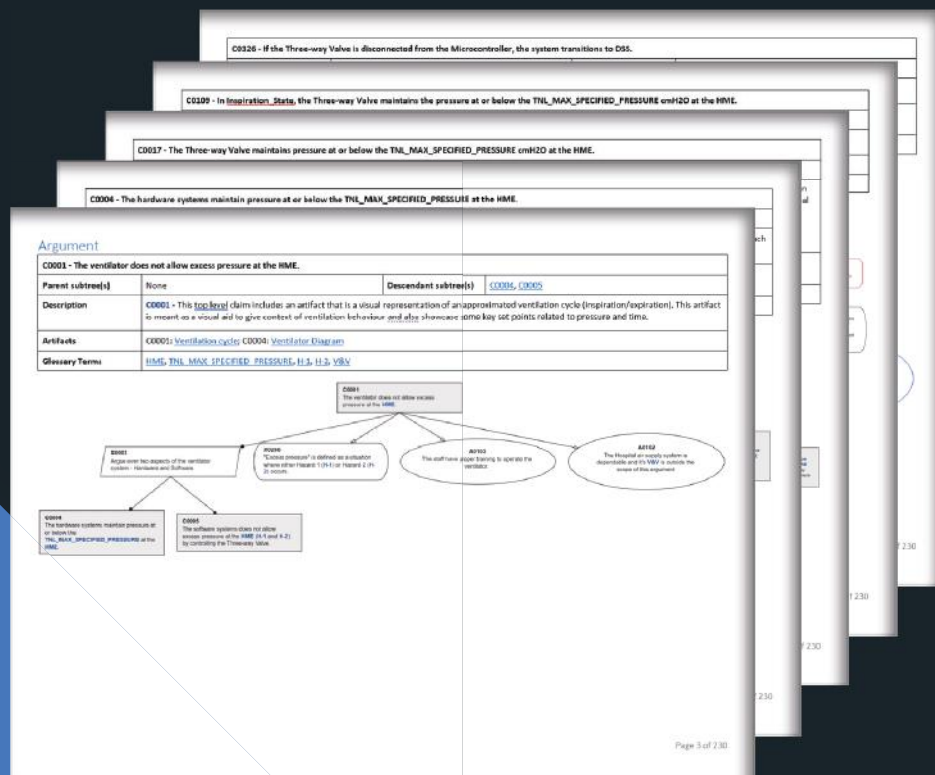 C0326 - If the Three-way Valve is disconnected from the Microcontroller, the system transitions to DSS.
C0109 - In Inspiration_State, the Three-way Valve maintains the pressure at or below the TNL_MAX_SPECIFIED_PRESSURE cmH2O at the HME.
C0017 - The Three-way Valve maintains pressure at or below the TNL_MAX_SPECIFIED_PRESSURE cmH2O at the HME.
C0004 - The hardware systems maintain pressure at or below the TNL_MAX_SPECIFIED_PRESSURE at the HME.
Argument
C0001 - The ventilator does not allow excess pressure at the HME.
Parent subtree(s) None Descendant subtree(s) C0004, C0005
Description C0001 - This top level claim includes an artifact that is a visual representation of an approximated ventilation cycle (inspiration/expiration). This artifact
is meant as a visual aid to give context of ventilation behaviour and also showcase some key set points related to pressure and time.
Artifacts C0001: Ventilation cycle; C0004: Ventilator Diagram
Glossary Terms HME, TNL_MAX_SPECIFIED_PRESSURE, H-1, H-2, V&V
C0001
The ventilator does not allow excess
pressure at the HME.
Argue over two aspects of the ventilator
system - Hardware and Software
"Excess pressure" is defined as a situation
where either Hazard 1 (H-1) or Hazard 2 (H-
2) occurs
The staff have proper training to operate the
ventilator
The Hospital air supply system is
dependable and it's V&V is outside the
scope of this argument
C0004
The hardware systems maintain pressure at
or below the
TNL_MAX_SPECIFIED_PRESSURE at the
HME.
C0005
The software systems does not allow
excess pressure at the HME (H-1 and H-2)
by controlling the Three-way Valve.
Page 3 of 230
230
f 230
f 230
f 230